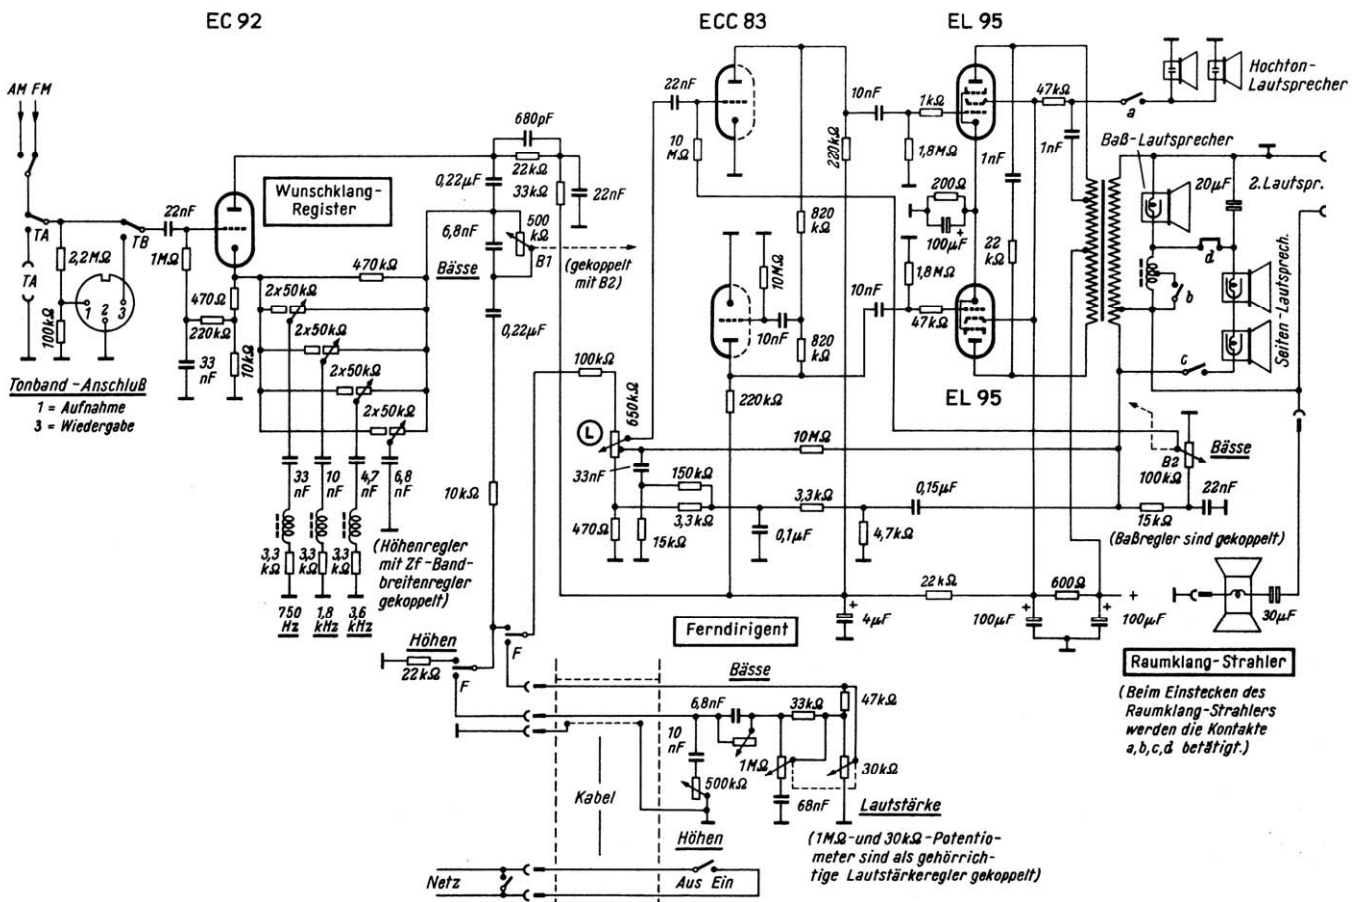 EC 92
ECC 83
EL 95
AM FM
680pF
22kΩ
33kΩ
0,22µF
22nF
Wunschklang-
Register
22nF
10
MΩ
10nF
1kΩ
1,8MΩ
220kΩ
1nF
47kΩ
1nF
a
Hochton-
Lautsprecher
Baß-Lautsprecher
20µF
2.Lautspr.
22nF
1MΩ
TA
TB
TA
2,2MΩ
100kΩ
1
2
3
6,8nF
500
kΩ
B1
Bässe
(gekoppelt
mit B2)
470kΩ
820
kΩ
10MΩ
10nF
820
kΩ
200Ω
100µF
+
22
kΩ
1,8MΩ
10nF
47kΩ
d
b
c
Seiten-Lautsprech.
470Ω
220kΩ
33
nF
10kΩ
2x50kΩ
2x50kΩ
2x50kΩ
2x50kΩ
0,22µF
Tonband-Anschluß
1 = Aufnahme
3 = Wiedergabe
100kΩ
650kΩ
L
220kΩ
EL 95
10MΩ
B2
100kΩ
Bässe
33
nF
10
nF
4,7
nF
6,8
nF
10kΩ
33nF
150kΩ
3,3kΩ
470Ω
15kΩ
0,1µF
3,3kΩ
0,15µF
4,7kΩ
15kΩ
22nF
(Baßregler sind gekoppelt)
3,3
kΩ
3,3
kΩ
3,3
kΩ
(Höhenregler
mit Zf-Band-
breitenregler
gekoppelt)
750
Hz
1,8
kHz
3,6
kHz
22kΩ
600Ω
+
4µF
+
100µF
+
100µF
+
30µF
Höhen
22kΩ
F
F
Ferndirigent
Raumklang-Strahler
(Beim Einstecken des
Raumklang-Strahlers
werden die Kontakte
a,b,c,d betätigt.)
Bässe
6,8nF
33kΩ
47kΩ
10
nF
1MΩ
30kΩ
500kΩ
68nF
Kabel
Lautstärke
Höhen
(1MΩ-und 30kΩ-Potentio-
meter sind als gehörrich-
tige Lautstärkeregler gekoppelt)
Netz
Aus Ein